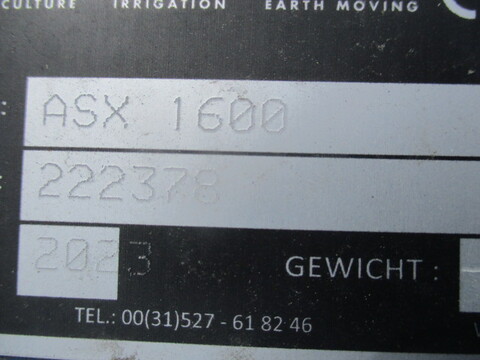 CULTURE IRRIGATION EARTH MOVING
ASX 1600
222378
2023
GEWICHT :
TEL.: 00(31)527 - 61 82 46